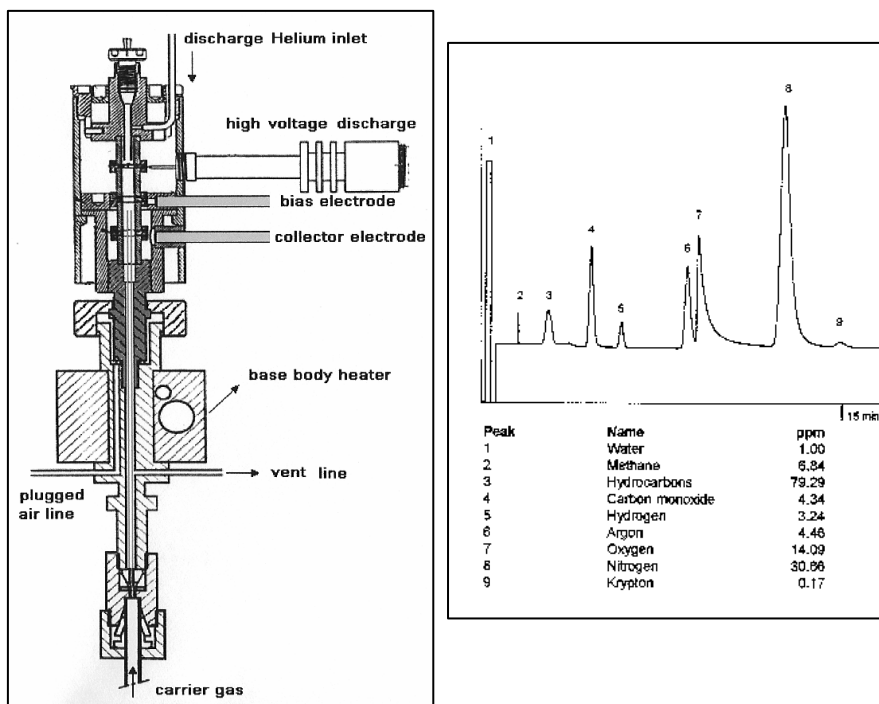 discharge Helium inlet
high voltage discharge
bias electrode
collector electrode
base body heater
vent line
plugged
air line
carrier gas
1
2
3
4
5
6
7
8
9
15 min
Peak Name ppm
1 Water 1.00
2 Methane 6.84
3 Hydrocarbons 79.29
4 Carbon monoxide 4.34
5 Hydrogen 3.24
6 Argon 4.46
7 Oxygen 14.09
8 Nitrogen 30.66
9 Krypton 0.17